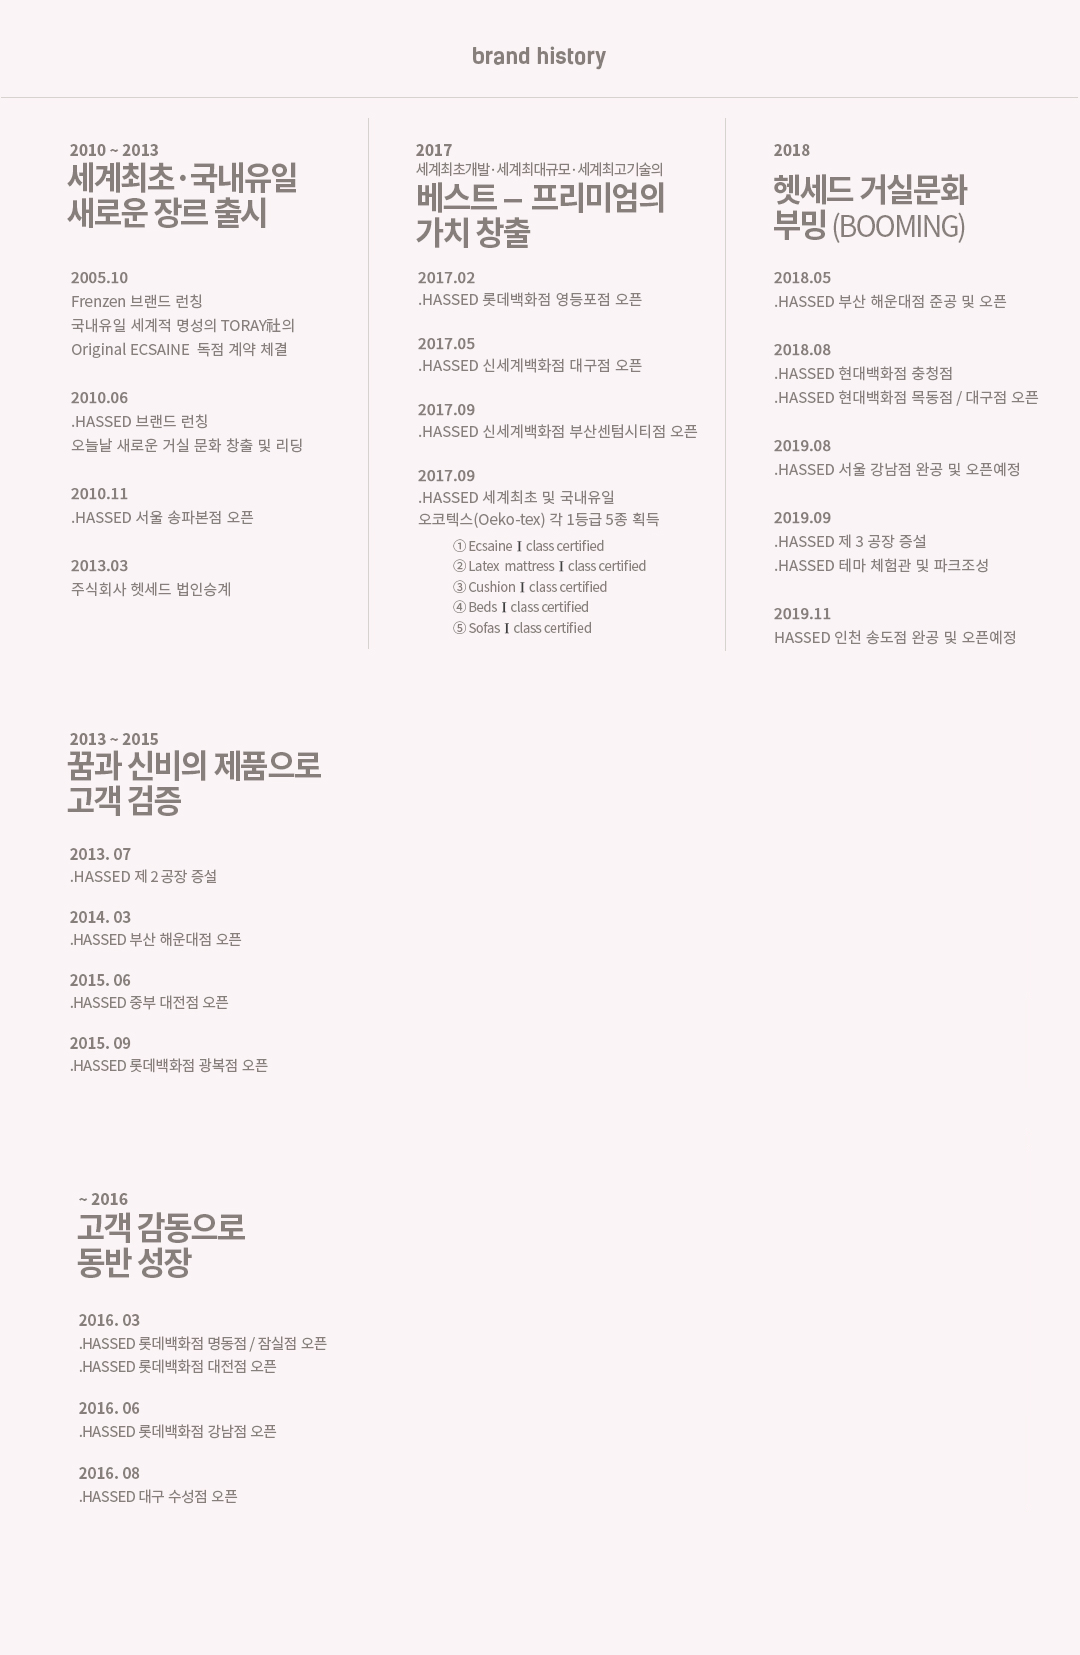 brand history
2010 ~ 2013
세계최초·국내유일
새로운 장르 출시
2005.10
Frenzen 브랜드 런칭
국내유일 세계적 명성의 TORAY社의
Original ECSAINE 독점 계약 체결
2010.06
.HASSED 브랜드 런칭
오늘날 새로운 거실 문화 창출 및 리딩
2010.11
.HASSED 서울 송파본점 오픈
2013.03
주식회사 헷세드 법인승계
2013 ~ 2015
꿈과 신비의 제품으로
고객 검증
2013. 07
.HASSED 제 2 공장 증설
2014. 03
.HASSED 부산 해운대점 오픈
2015. 06
.HASSED 중부 대전점 오픈
2015. 09
.HASSED 롯데백화점 광복점 오픈
~ 2016
고객 감동으로
동반 성장
2016. 03
.HASSED 롯데백화점 명동점 / 잠실점 오픈
.HASSED 롯데백화점 대전점 오픈
2016. 06
.HASSED 롯데백화점 강남점 오픈
2016. 08
.HASSED 대구 수성점 오픈
2017
세계최초개발·세계최대규모·세계최고기술의
베스트 – 프리미엄의
가치 창출
2017.02
.HASSED 롯데백화점 영등포점 오픈
2017.05
.HASSED 신세계백화점 대구점 오픈
2017.09
.HASSED 신세계백화점 부산센텀시티점 오픈
2017.09
.HASSED 세계최초 및 국내유일
오코텍스(Oeko-tex) 각 1등급 5종 획득
① Ecsaine I class certified
② Latex mattress I class certified
③ Cushion I class certified
④ Beds I class certified
⑤ Sofas I class certified
2018
헷세드 거실문화
부밍 (BOOMING)
2018.05
.HASSED 부산 해운대점 준공 및 오픈
2018.08
.HASSED 현대백화점 충청점
.HASSED 현대백화점 목동점 / 대구점 오픈
2019.08
.HASSED 서울 강남점 완공 및 오픈예정
2019.09
.HASSED 제 3 공장 증설
.HASSED 테마 체험관 및 파크조성
2019.11
HASSED 인천 송도점 완공 및 오픈예정